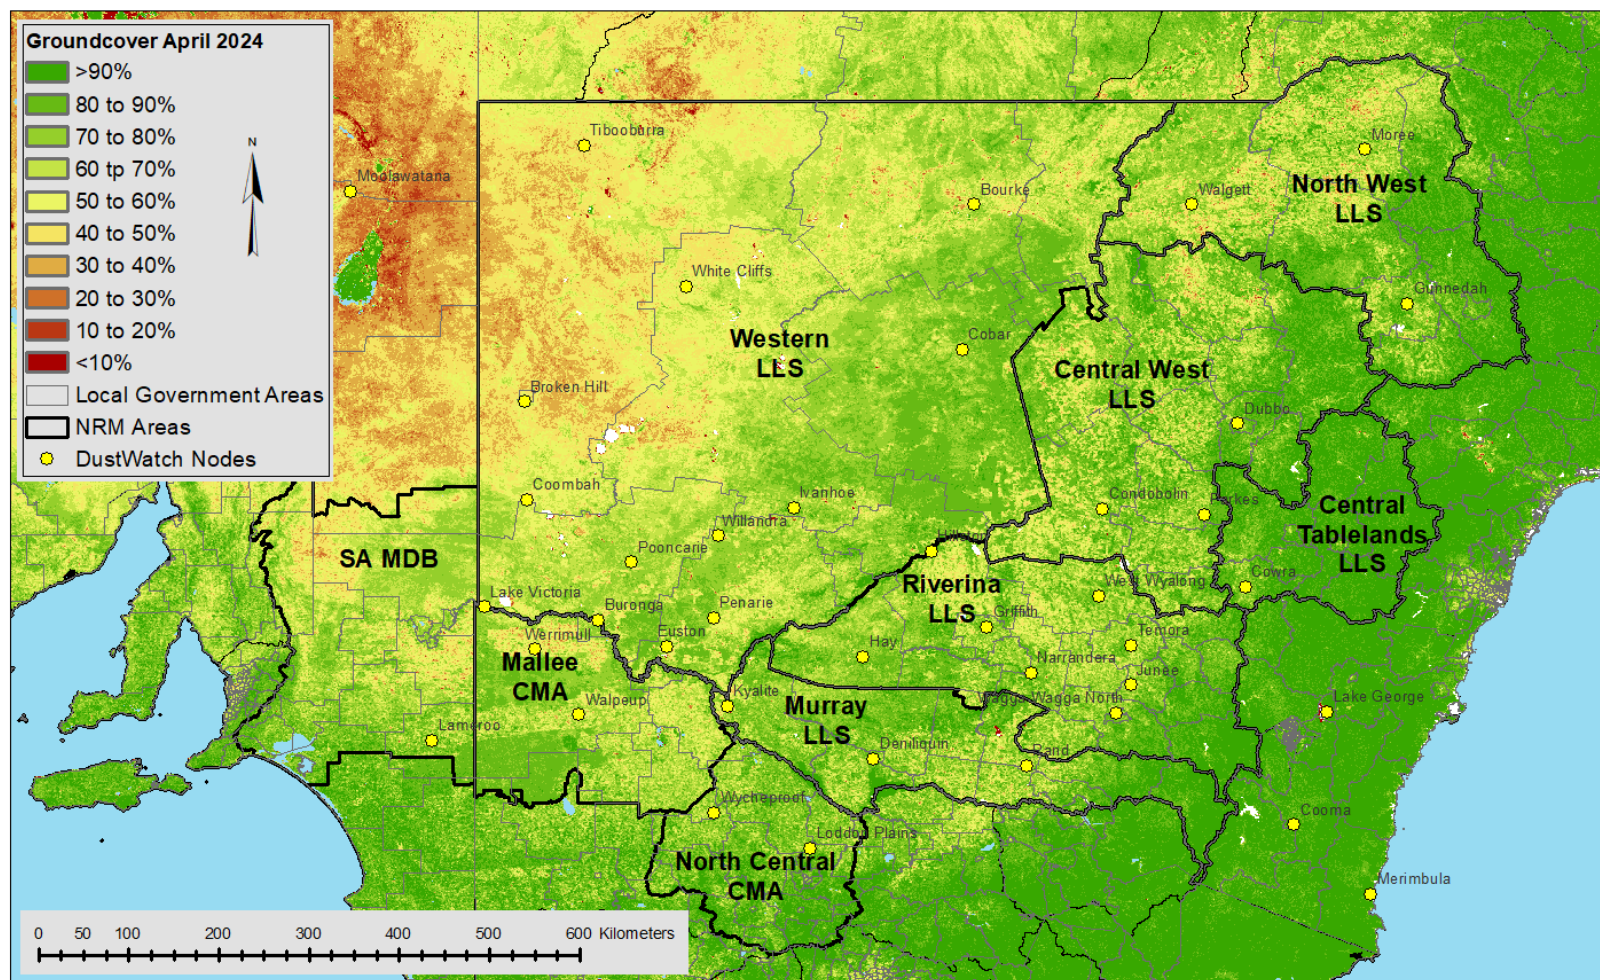 Groundcover April 2024
>90%
80 to 90%
70 to 80%
60 tp 70%
50 to 60%
40 to 50%
30 to 40%
20 to 30%
10 to 20%
<10%
Local Government Areas
NRM Areas
DustWatch Nodes
N
Tibooburra
Moolawatana
Moree
Bourke
Walgett
North West
LLS
White Cliffs
Gunnedah
Western
LLS
Cobar
Central West
LLS
Broken Hill
Dubbo
Coombah
Ivanhoe
Condobolin
Parkes
Central
Tablelands
LLS
Willandra
Pooncarie
Hillston
SA MDB
Riverina
LLS
West Wyalong
Cowra
Lake Victoria
Buronga
Penarie
Griffith
Werrimull
Euston
Temora
Mallee
CMA
Hay
Narrandera
Junee
Walpeup
Kyalite
Murray
LLS
Wagga Wagga North
Lake George
Lameroo
Deniliquin
Rand
Wycheproof
Cooma
Loddon Plains
North Central
CMA
Merimbula
0 50 100 200 300 400 500 600 Kilometers